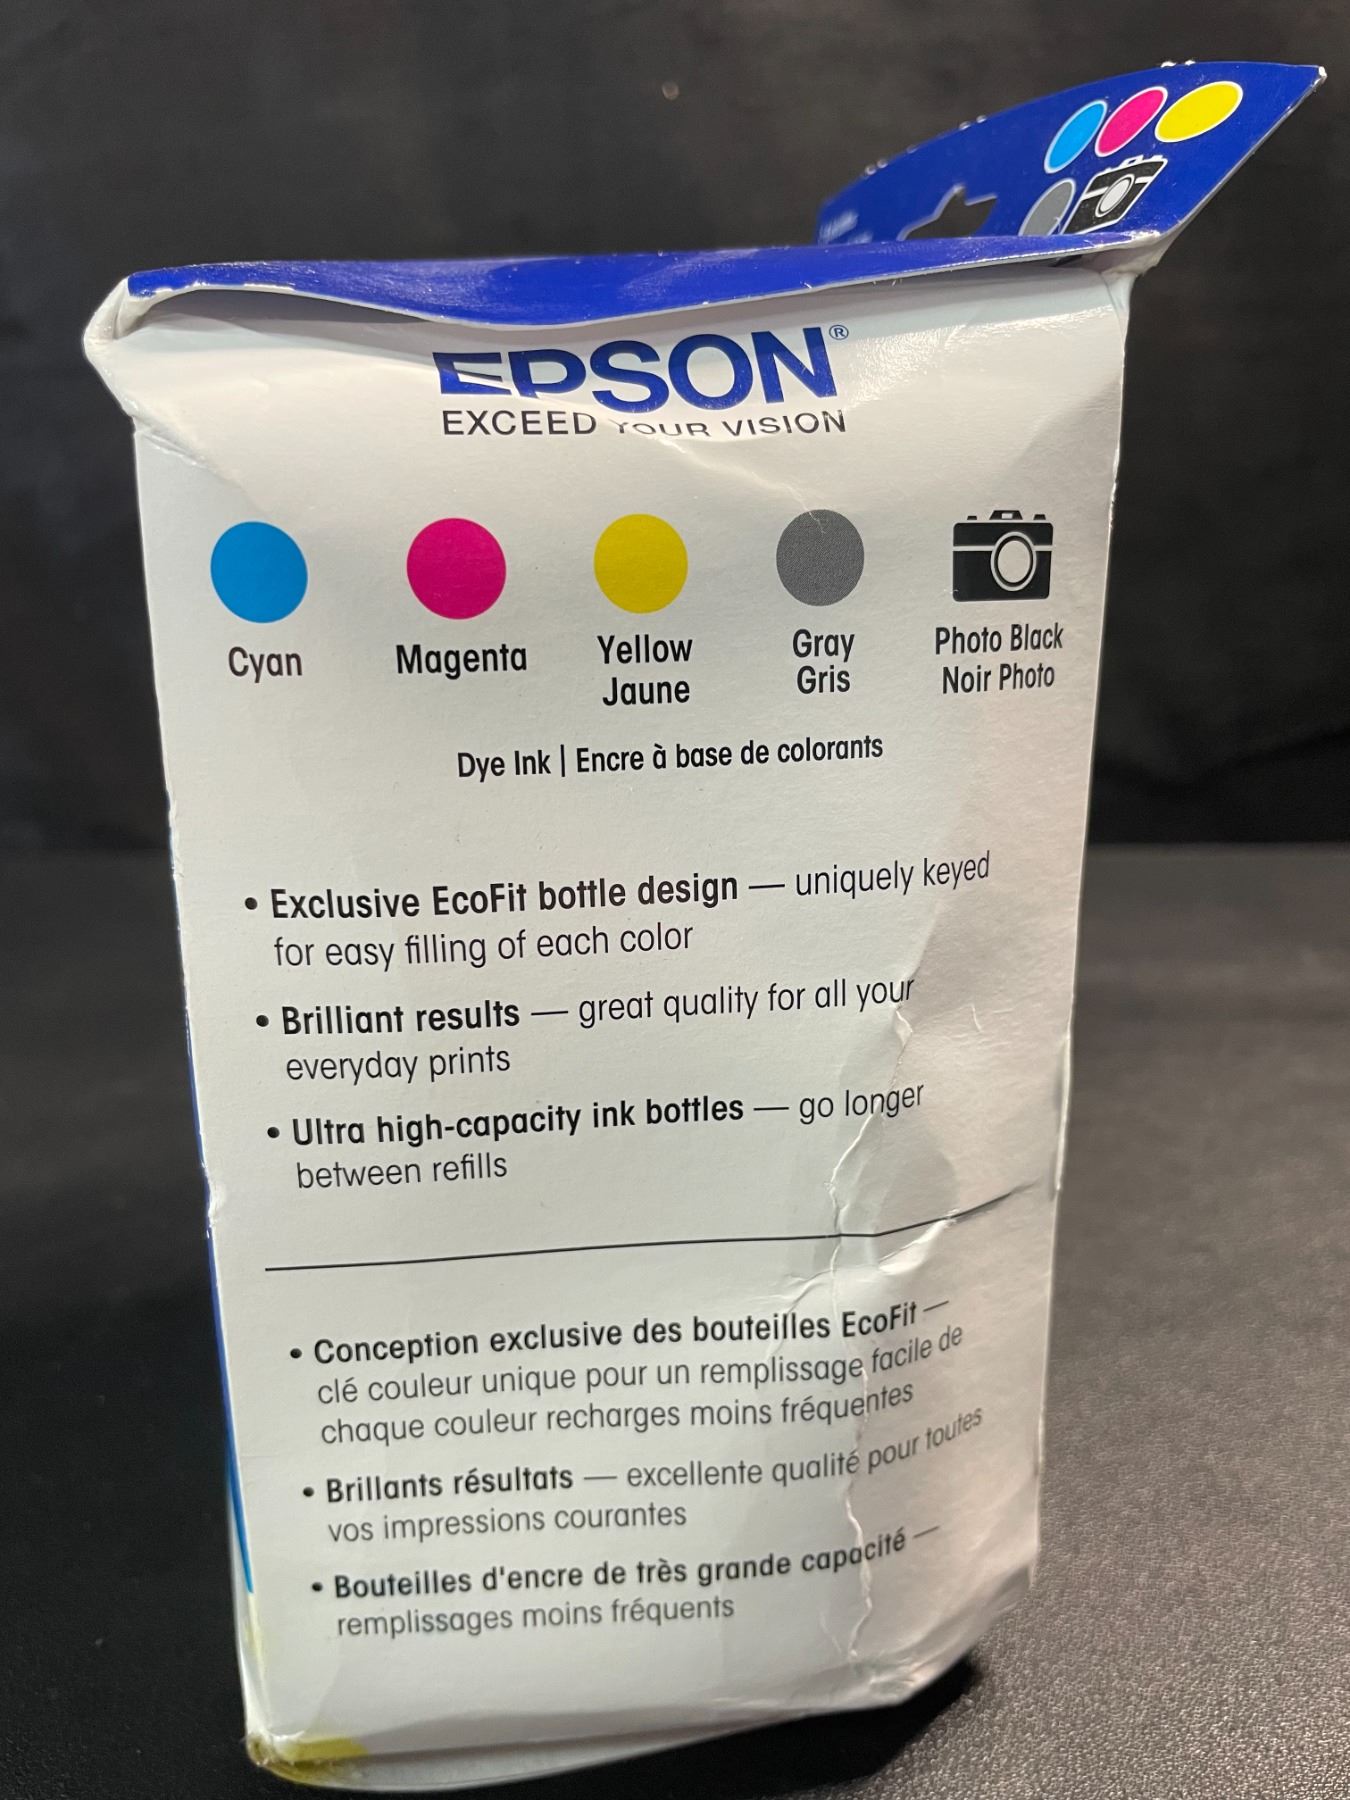 EPSON®
EXCEED YOUR VISION
Cyan
Magenta
Yellow
Jaune
Gray
Gris
Photo Black
Noir Photo
Dye Ink | Encre à base de colorants
• Exclusive EcoFit bottle design — uniquely keyed
for easy filling of each color
• Brilliant results — great quality for all your
everyday prints
• Ultra high-capacity ink bottles — go longer
between refills
• Conception exclusive des bouteilles EcoFit —
clé couleur unique pour un remplissage facile de
chaque couleur recharges moins fréquentes
• Brillants résultats — excellente qualité pour toutes
vos impressions courantes
• Bouteilles d'encre de très grande capacité —
remplissages moins fréquents